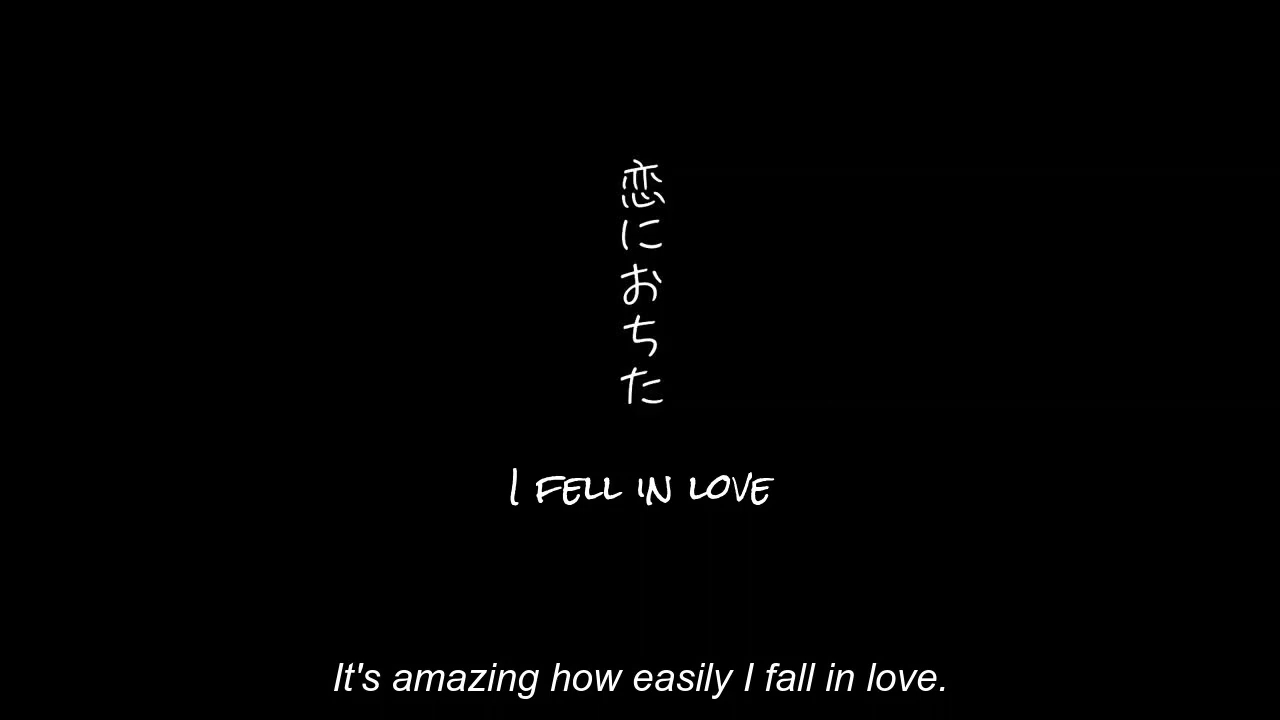 恋におちた
I FELL IN LOVE
It's amazing how easily I fall in love.